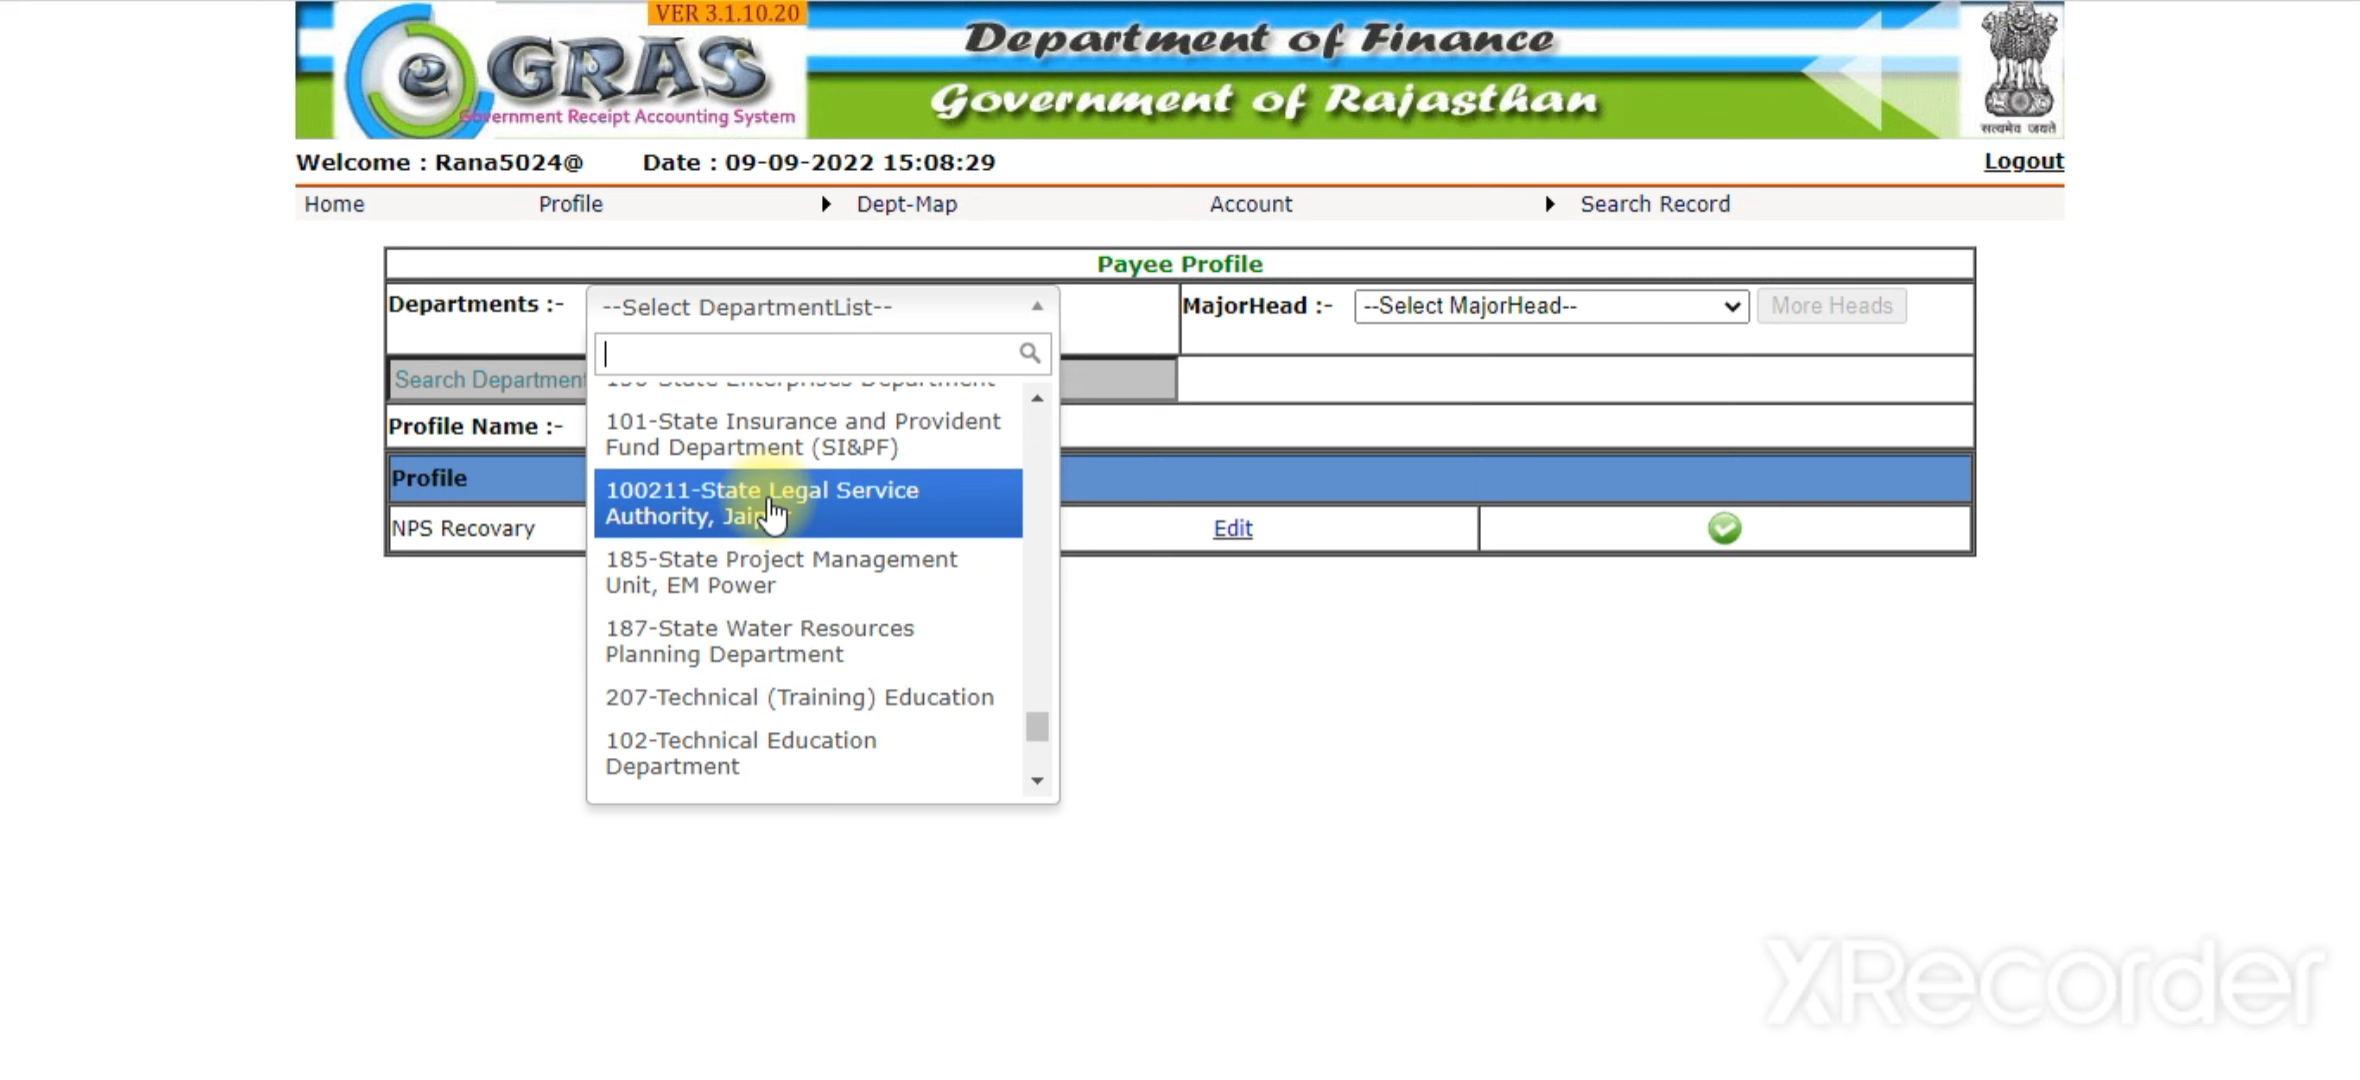 VER 3.1.10.20
e GRAS
Government Receipt Accounting System
Department of Finance
Government of Rajasthan
सत्यमेव जयते
Welcome : Rana5024@ Date : 09-09-2022 15:08:29 Logout
Home Profile Dept-Map Account Search Record
Payee Profile
Departments :- --Select DepartmentList-- MajorHead :- --Select MajorHead-- More Heads
Search Department
196-State Enterprises Department
Profile Name :-
101-State Insurance and Provident
Fund Department (SI&PF)
Profile
100211-State Legal Service
Authority, Jai
NPS Recovary Edit
185-State Project Management
Unit, EM Power
187-State Water Resources
Planning Department
207-Technical (Training) Education
102-Technical Education
Department
XRecorder